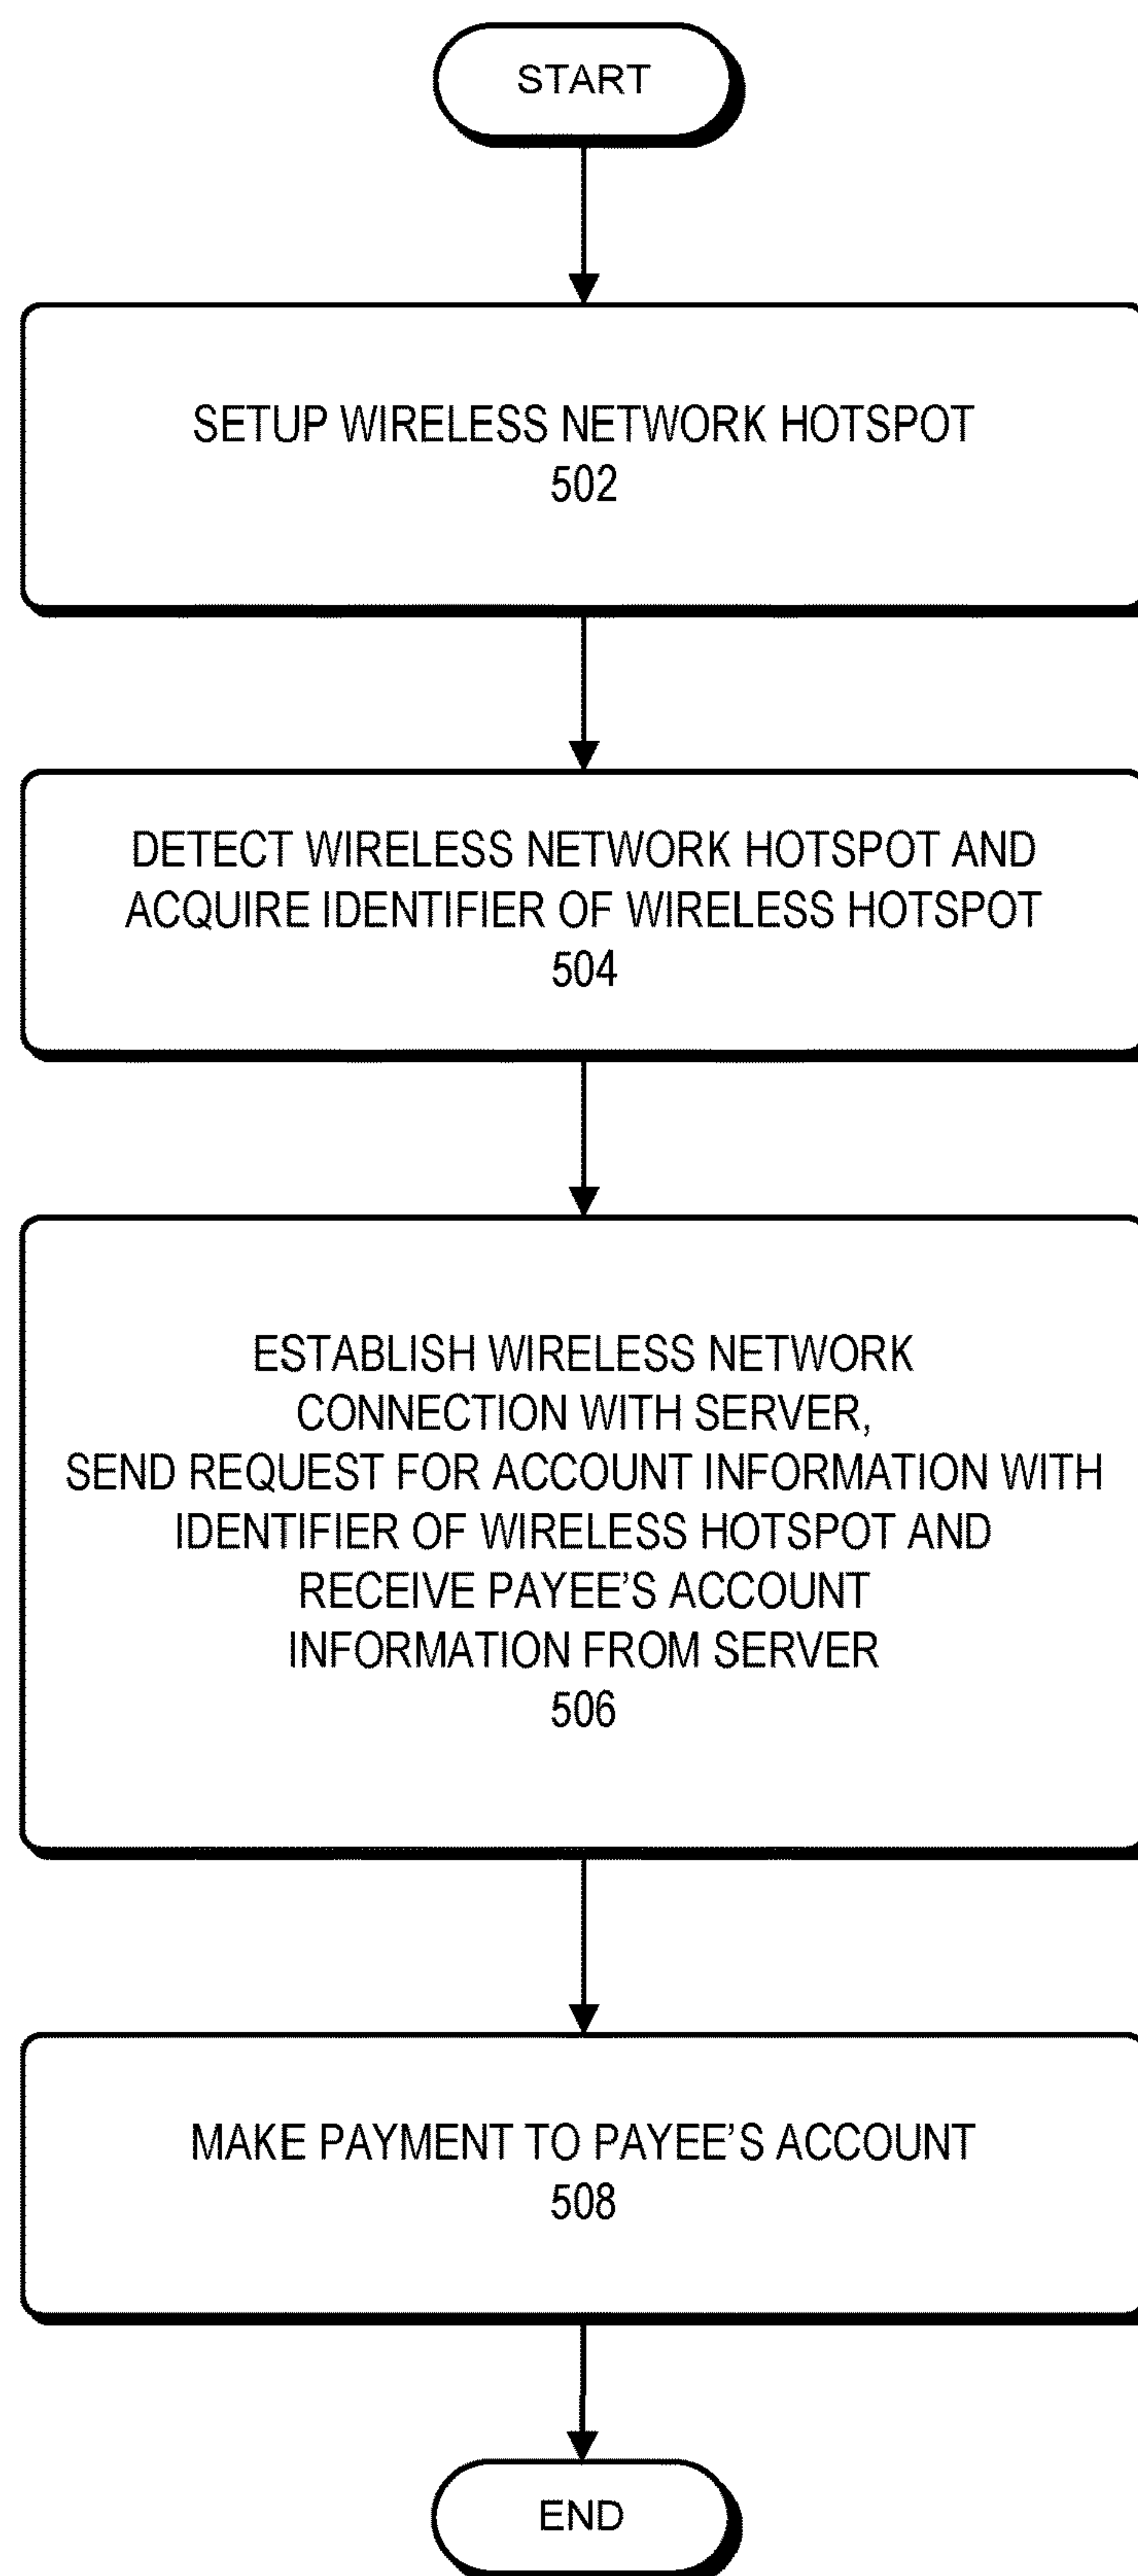 START
SETUP WIRELESS NETWORK HOTSPOT
502
DETECT WIRELESS NETWORK HOTSPOT AND
ACQUIRE IDENTIFIER OF WIRELESS HOTSPOT
504
ESTABLISH WIRELESS NETWORK
CONNECTION WITH SERVER,
SEND REQUEST FOR ACCOUNT INFORMATION WITH
IDENTIFIER OF WIRELESS HOTSPOT AND
RECEIVE PAYEE'S ACCOUNT
INFORMATION FROM SERVER
506
MAKE PAYMENT TO PAYEE'S ACCOUNT
508
END